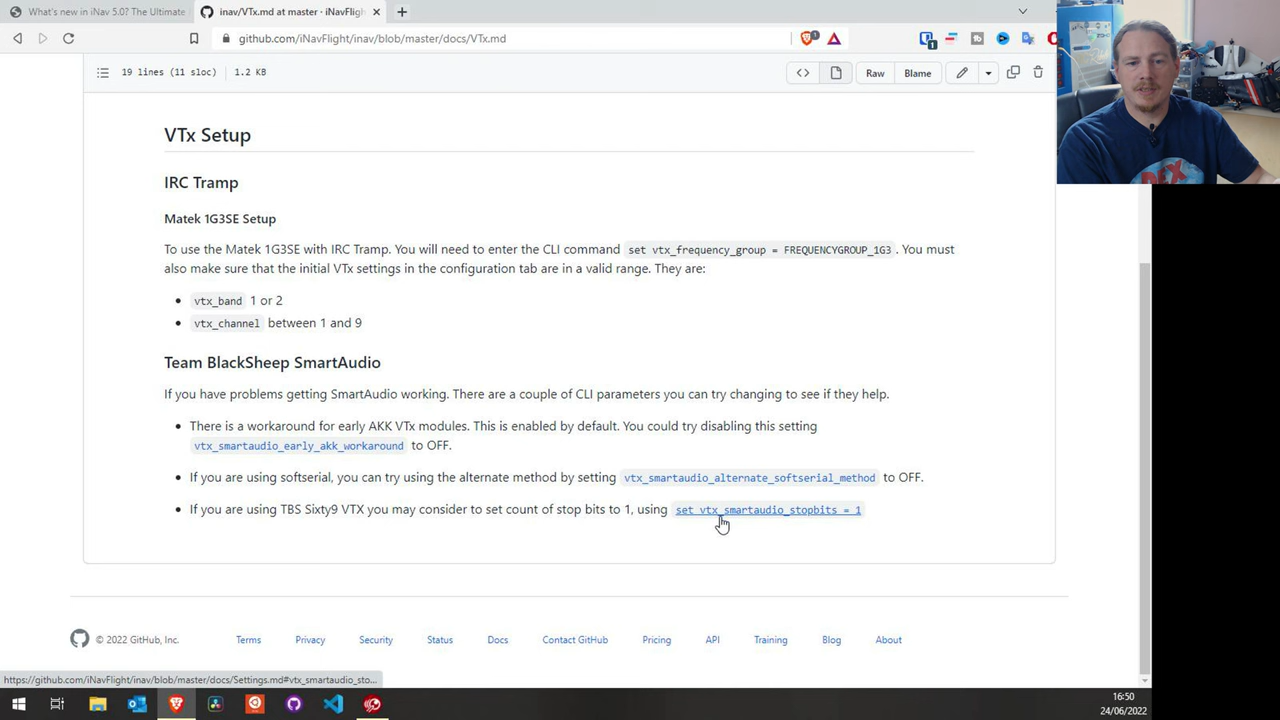 What's new in iNav 5.0? The Ultimate
inav/VTx.md at master · iNavFligh
github.com/iNavFlight/inav/blob/master/docs/VTx.md
19 lines (11 sloc) 1.2 KB
Raw Blame
VTx Setup
IRC Tramp
Matek 1G3SE Setup
To use the Matek 1G3SE with IRC Tramp. You will need to enter the CLI command set vtx_frequency_group = FREQUENCYGROUP_1G3 . You must
also make sure that the initial VTx settings in the configuration tab are in a valid range. They are:
• vtx_band 1 or 2
• vtx_channel between 1 and 9
Team BlackSheep SmartAudio
If you have problems getting SmartAudio working. There are a couple of CLI parameters you can try changing to see if they help.
• There is a workaround for early AKK VTx modules. This is enabled by default. You could try disabling this setting
vtx_smartaudio_early_akk_workaround to OFF.
• If you are using softserial, you can try using the alternate method by setting vtx_smartaudio_alternate_softserial_method to OFF.
• If you are using TBS Sixty9 VTX you may consider to set count of stop bits to 1, using set vtx_smartaudio_stopbits = 1
© 2022 GitHub, Inc. Terms Privacy Security Status Docs Contact GitHub Pricing API Training Blog About
https://github.com/iNavFlight/inav/blob/master/docs/Settings.md#vtx_smartaudio_sto...
16:50
24/06/2022